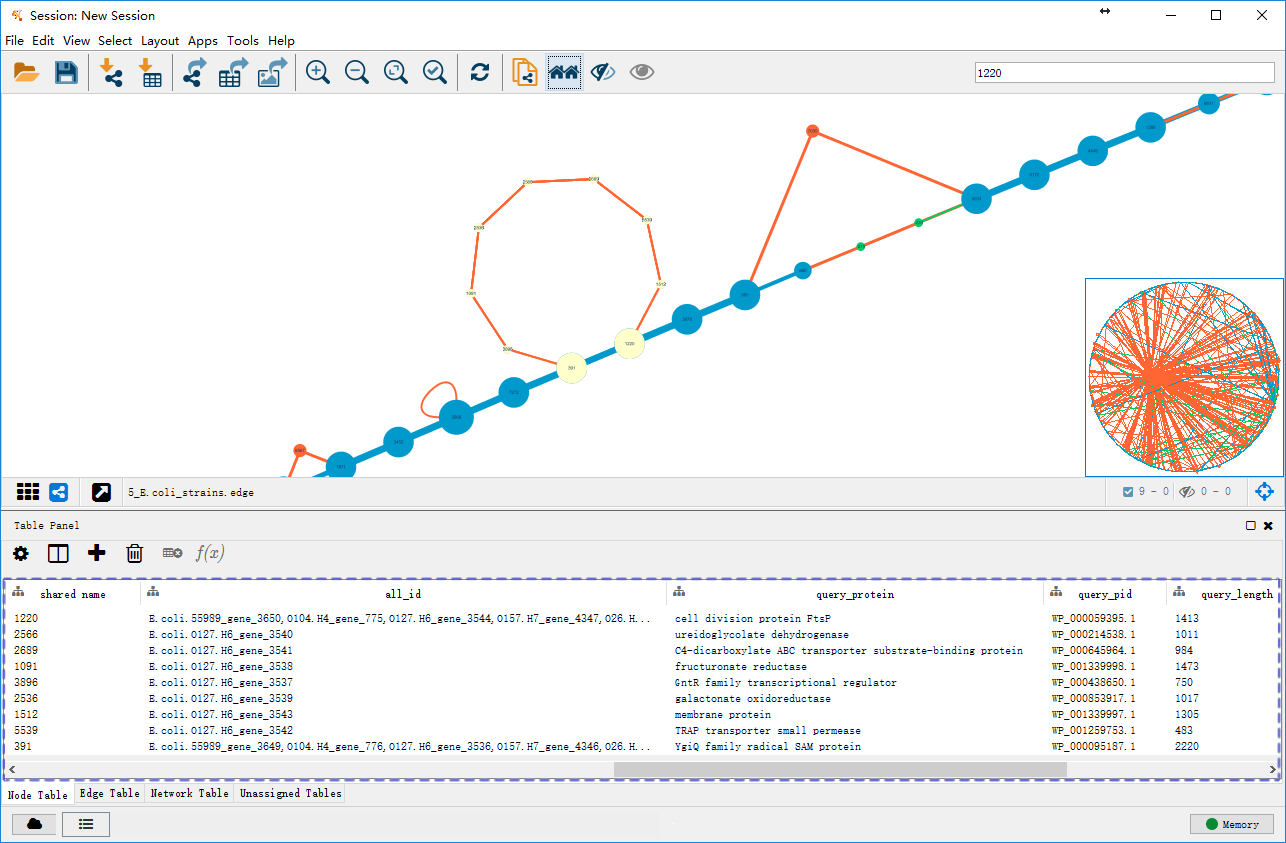 Session: New Session
File Edit View Select Layout Apps Tools Help
1220
2689
2539
2536
1512
1091
1220
391
5_E.coli_strains.edge
9 - 0
0 - 0
Table Panel
f(x)
shared name all_id query_protein query_pid query_length
1220 E.coli.55989_gene_3650, O104.H4_gene_775, O127.H6_gene_3544, O157.H7_gene_4347, O26.H... cell division protein FtsP WP_000059395.1 1413
2566 E.coli.O127.H6_gene_3540 ureidoglycolate dehydrogenase WP_000214538.1 1011
2689 E.coli.O127.H6_gene_3541 C4-dicarboxylate ABC transporter substrate-binding protein WP_000645964.1 984
1091 E.coli.O127.H6_gene_3538 fructuronate reductase WP_001339998.1 1473
3896 E.coli.O127.H6_gene_3537 GntR family transcriptional regulator WP_000438650.1 750
2536 E.coli.O127.H6_gene_3539 galactonate oxidoreductase WP_000853917.1 1017
1512 E.coli.O127.H6_gene_3543 membrane protein WP_001339997.1 1305
5539 E.coli.O127.H6_gene_3542 TRAP transporter small permease WP_001259753.1 483
391 E.coli.55989_gene_3649, O104.H4_gene_776, O127.H6_gene_3536, O157.H7_gene_4346, O26.H... YgiQ family radical SAM protein WP_000095187.1 2220
Node Table Edge Table Network Table Unassigned Tables
Memory